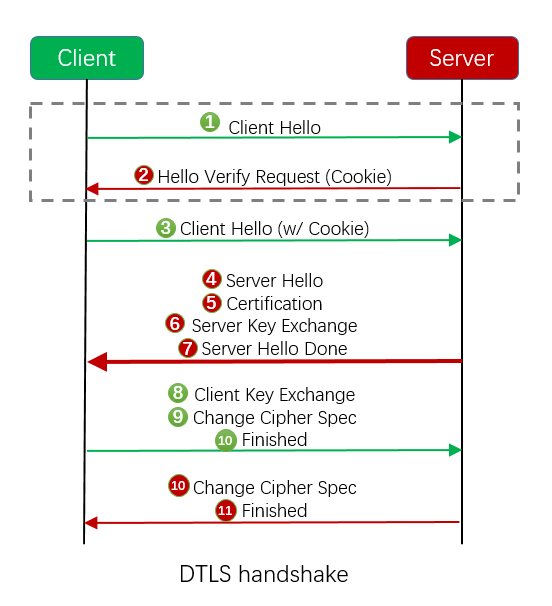 Client
Server
1 Client Hello
2 Hello Verify Request (Cookie)
3 Client Hello (w/ Cookie)
4 Server Hello
5 Certification
6 Server Key Exchange
7 Server Hello Done
8 Client Key Exchange
9 Change Cipher Spec
10 Finished
10 Change Cipher Spec
11 Finished
DTLS handshake